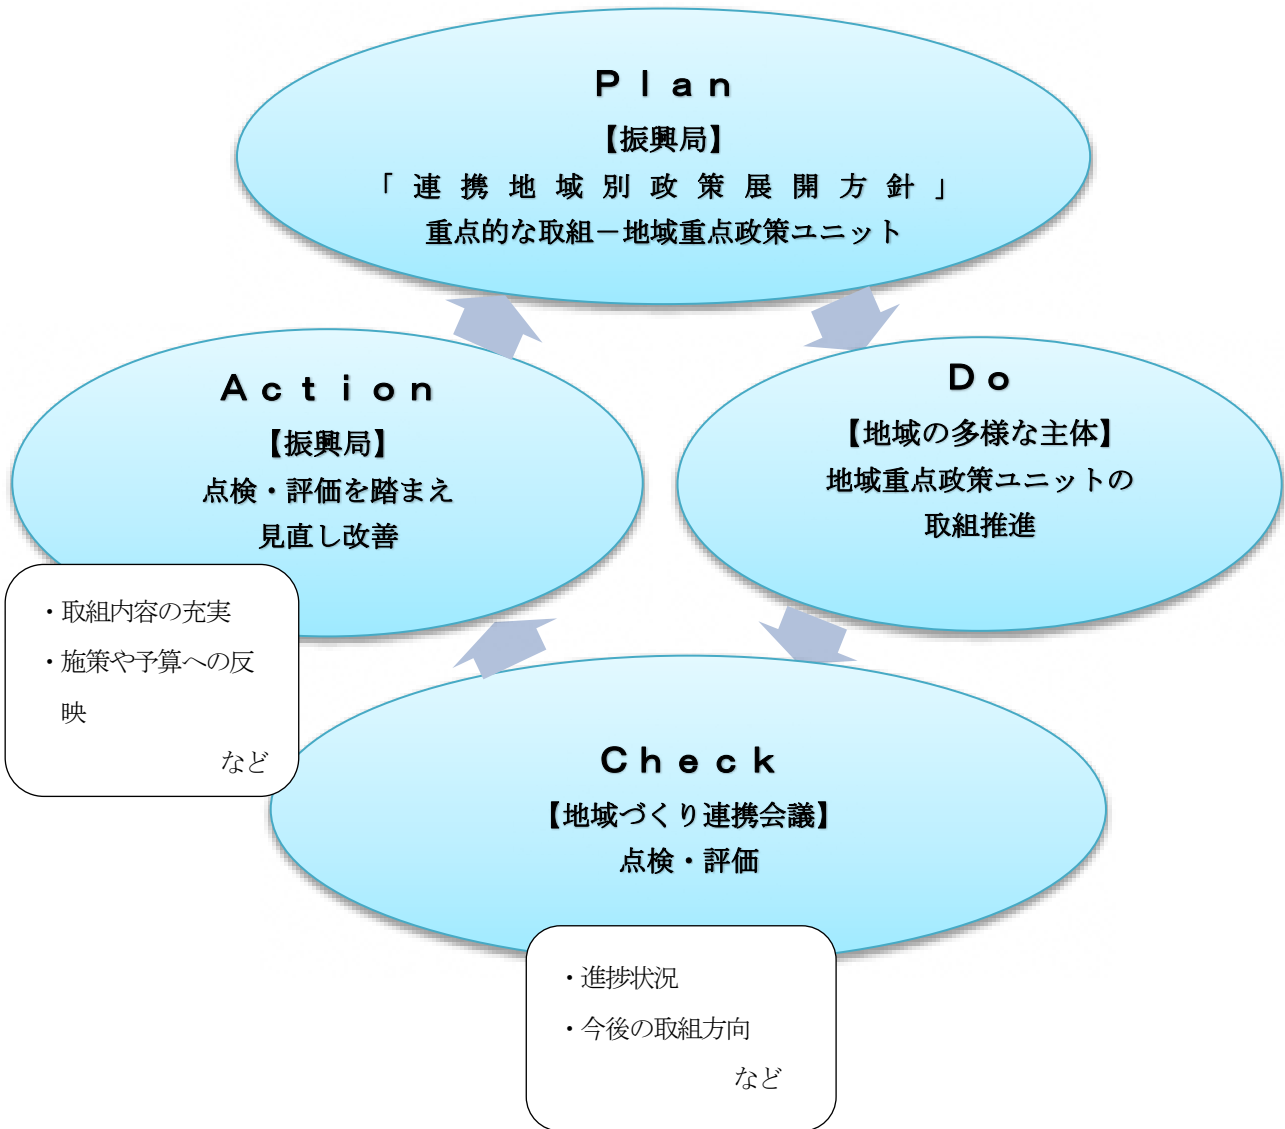 Ｐｌａｎ
【振興局】
「連携地域別政策展開方針」
重点的な取組－地域重点政策ユニット
Ａｃｔｉｏｎ
【振興局】
点検・評価を踏まえ
見直し改善
・取組内容の充実
・施策や予算への反
映
など
Ｄｏ
【地域の多様な主体】
地域重点政策ユニットの
取組推進
Ｃｈｅｃｋ
【地域づくり連携会議】
点検・評価
・進捗状況
・今後の取組方向
など